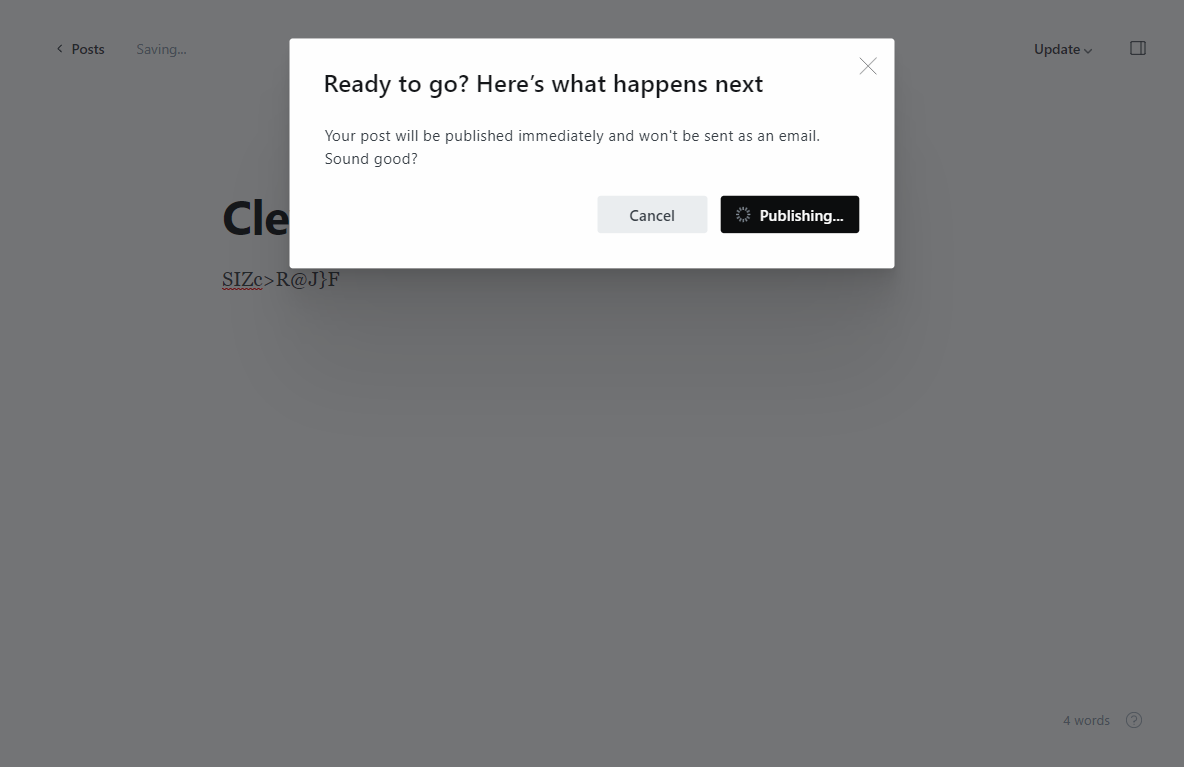 Posts Saving... Update
Ready to go? Here's what happens next
Your post will be published immediately and won't be sent as an email.
Sound good?
Cancel Publishing...
Cle
SIZc>R@J}F
4 words ?